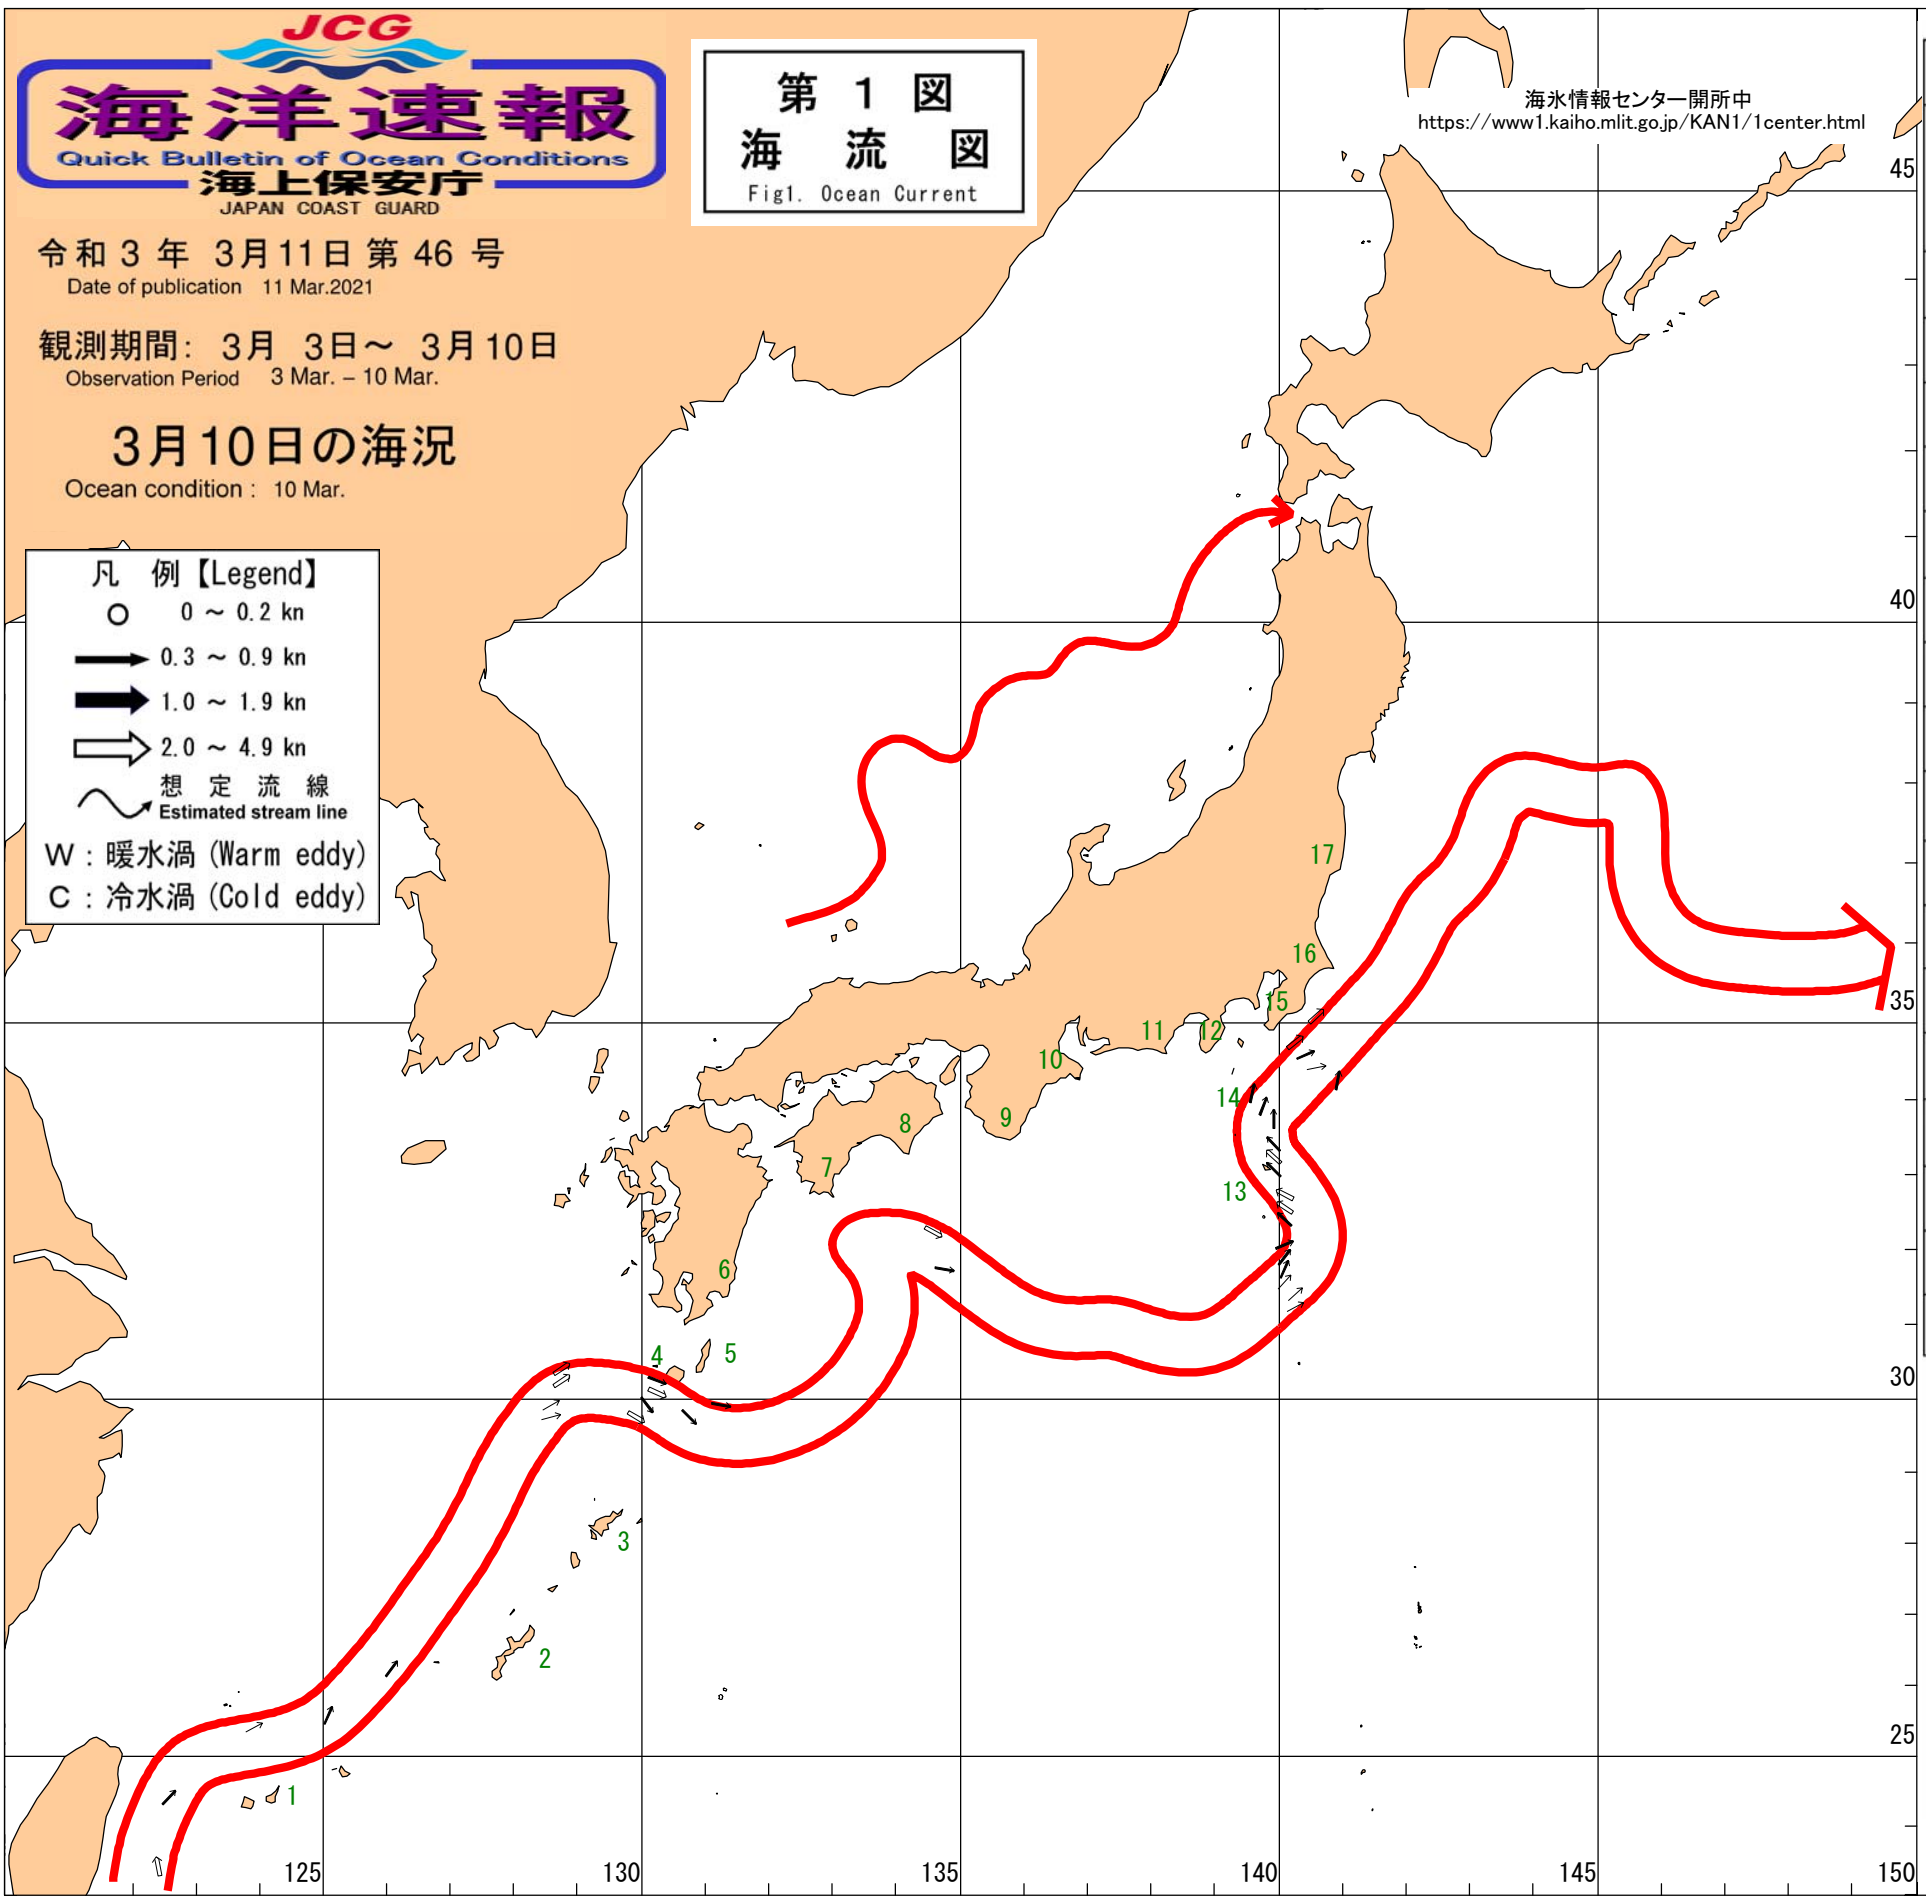 JCG
海洋速報
Quick Bulletin of Ocean Conditions
海上保安庁
JAPAN COAST GUARD
第 1 図
海 流 図
Fig1. Ocean Current
海氷情報センター開所中
https://www1.kaiho.mlit.go.jp/KAN1/1center.html
令和 3 年 3月11日 第 46 号
Date of publication 11 Mar.2021
観測期間: 3月 3日～ 3月10日
Observation Period 3 Mar. – 10 Mar.
3月10日の海況
Ocean condition : 10 Mar.
凡 例【Legend】
0 ～ 0.2 kn
0.3 ～ 0.9 kn
1.0 ～ 1.9 kn
2.0 ～ 4.9 kn
想 定 流 線
Estimated stream line
W : 暖水渦 (Warm eddy)
C : 冷水渦 (Cold eddy)
45
40
17
16
35
15
12
11
10
14
9
8
7
13
6
5
4
30
3
2
25
1
125
130
135
140
145
150